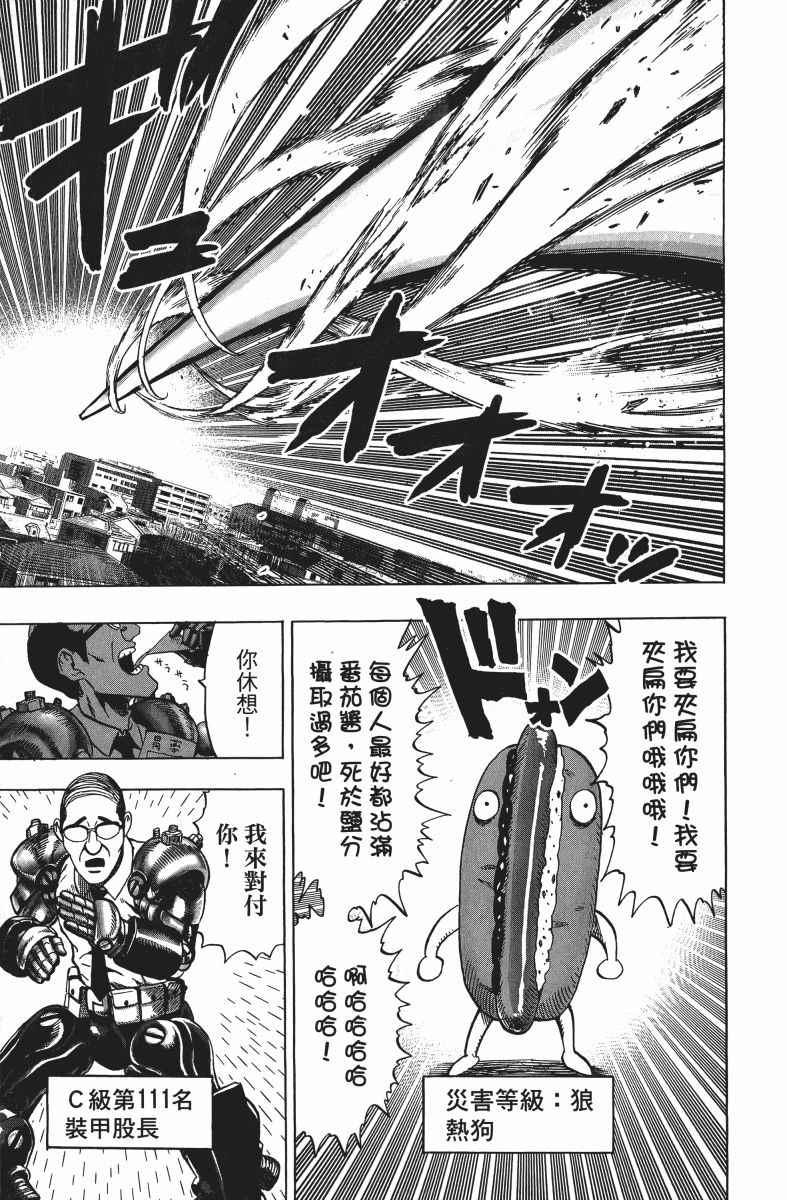 ズ
オ
オ
オ
オ
オ
ッ
ドン
我要夾扁你們！我要
夾扁你們哦哦哦！
每個人最好都沾滿
番茄醬，死於鹽分
攝取過多吧！
啊哈哈哈哈
哈哈哈！
災害等級：狼
熱狗
你休想！
我來對付
你！
C級第111名
裝甲股長